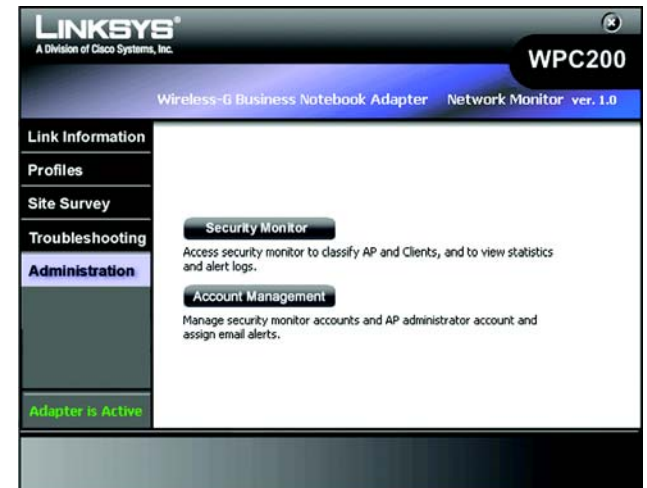 LINKSYS®
A Division of Cisco Systems, Inc.
WPC200
Wireless-G Business Notebook Adapter Network Monitor ver. 1.0
Link Information
Profiles
Site Survey
Troubleshooting
Administration
Adapter is Active
Security Monitor
Access security monitor to classify AP and Clients, and to view statistics
and alert logs.
Account Management
Manage security monitor accounts and AP administrator account and
assign email alerts.